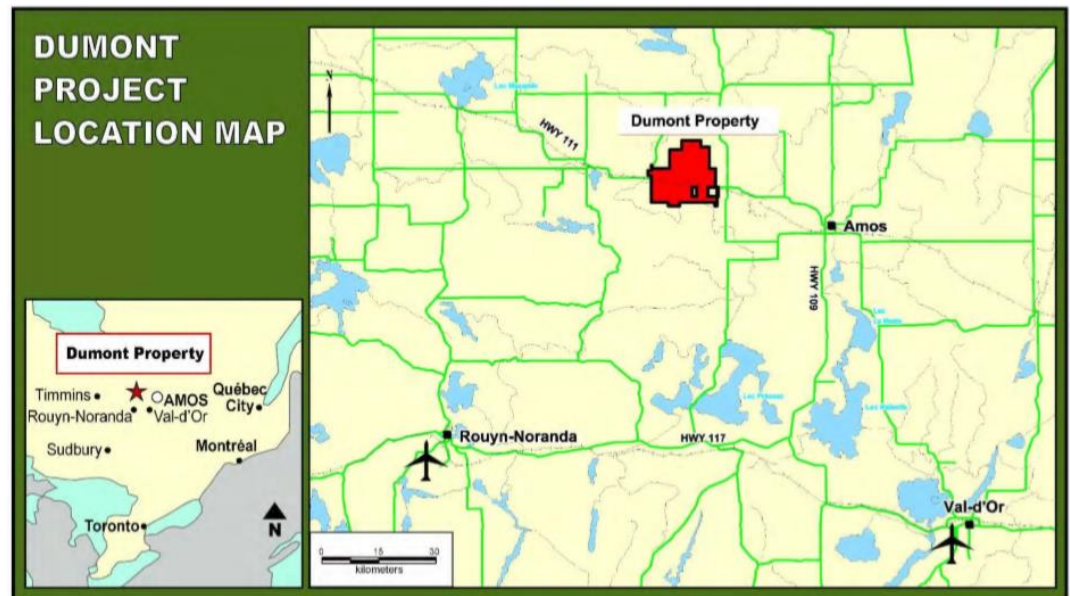 DUMONT
PROJECT
LOCATION MAP
N
Dumont Property
HWY 111
Amos
HWY 109
Rouyn-Noranda
HWY 117
Val-d'Or
0 15 30
kilometers
Dumont Property
Timmins
AMOS
Québec
City
Rouyn-Noranda
Val-d'Or
Sudbury
Montréal
Toronto
N